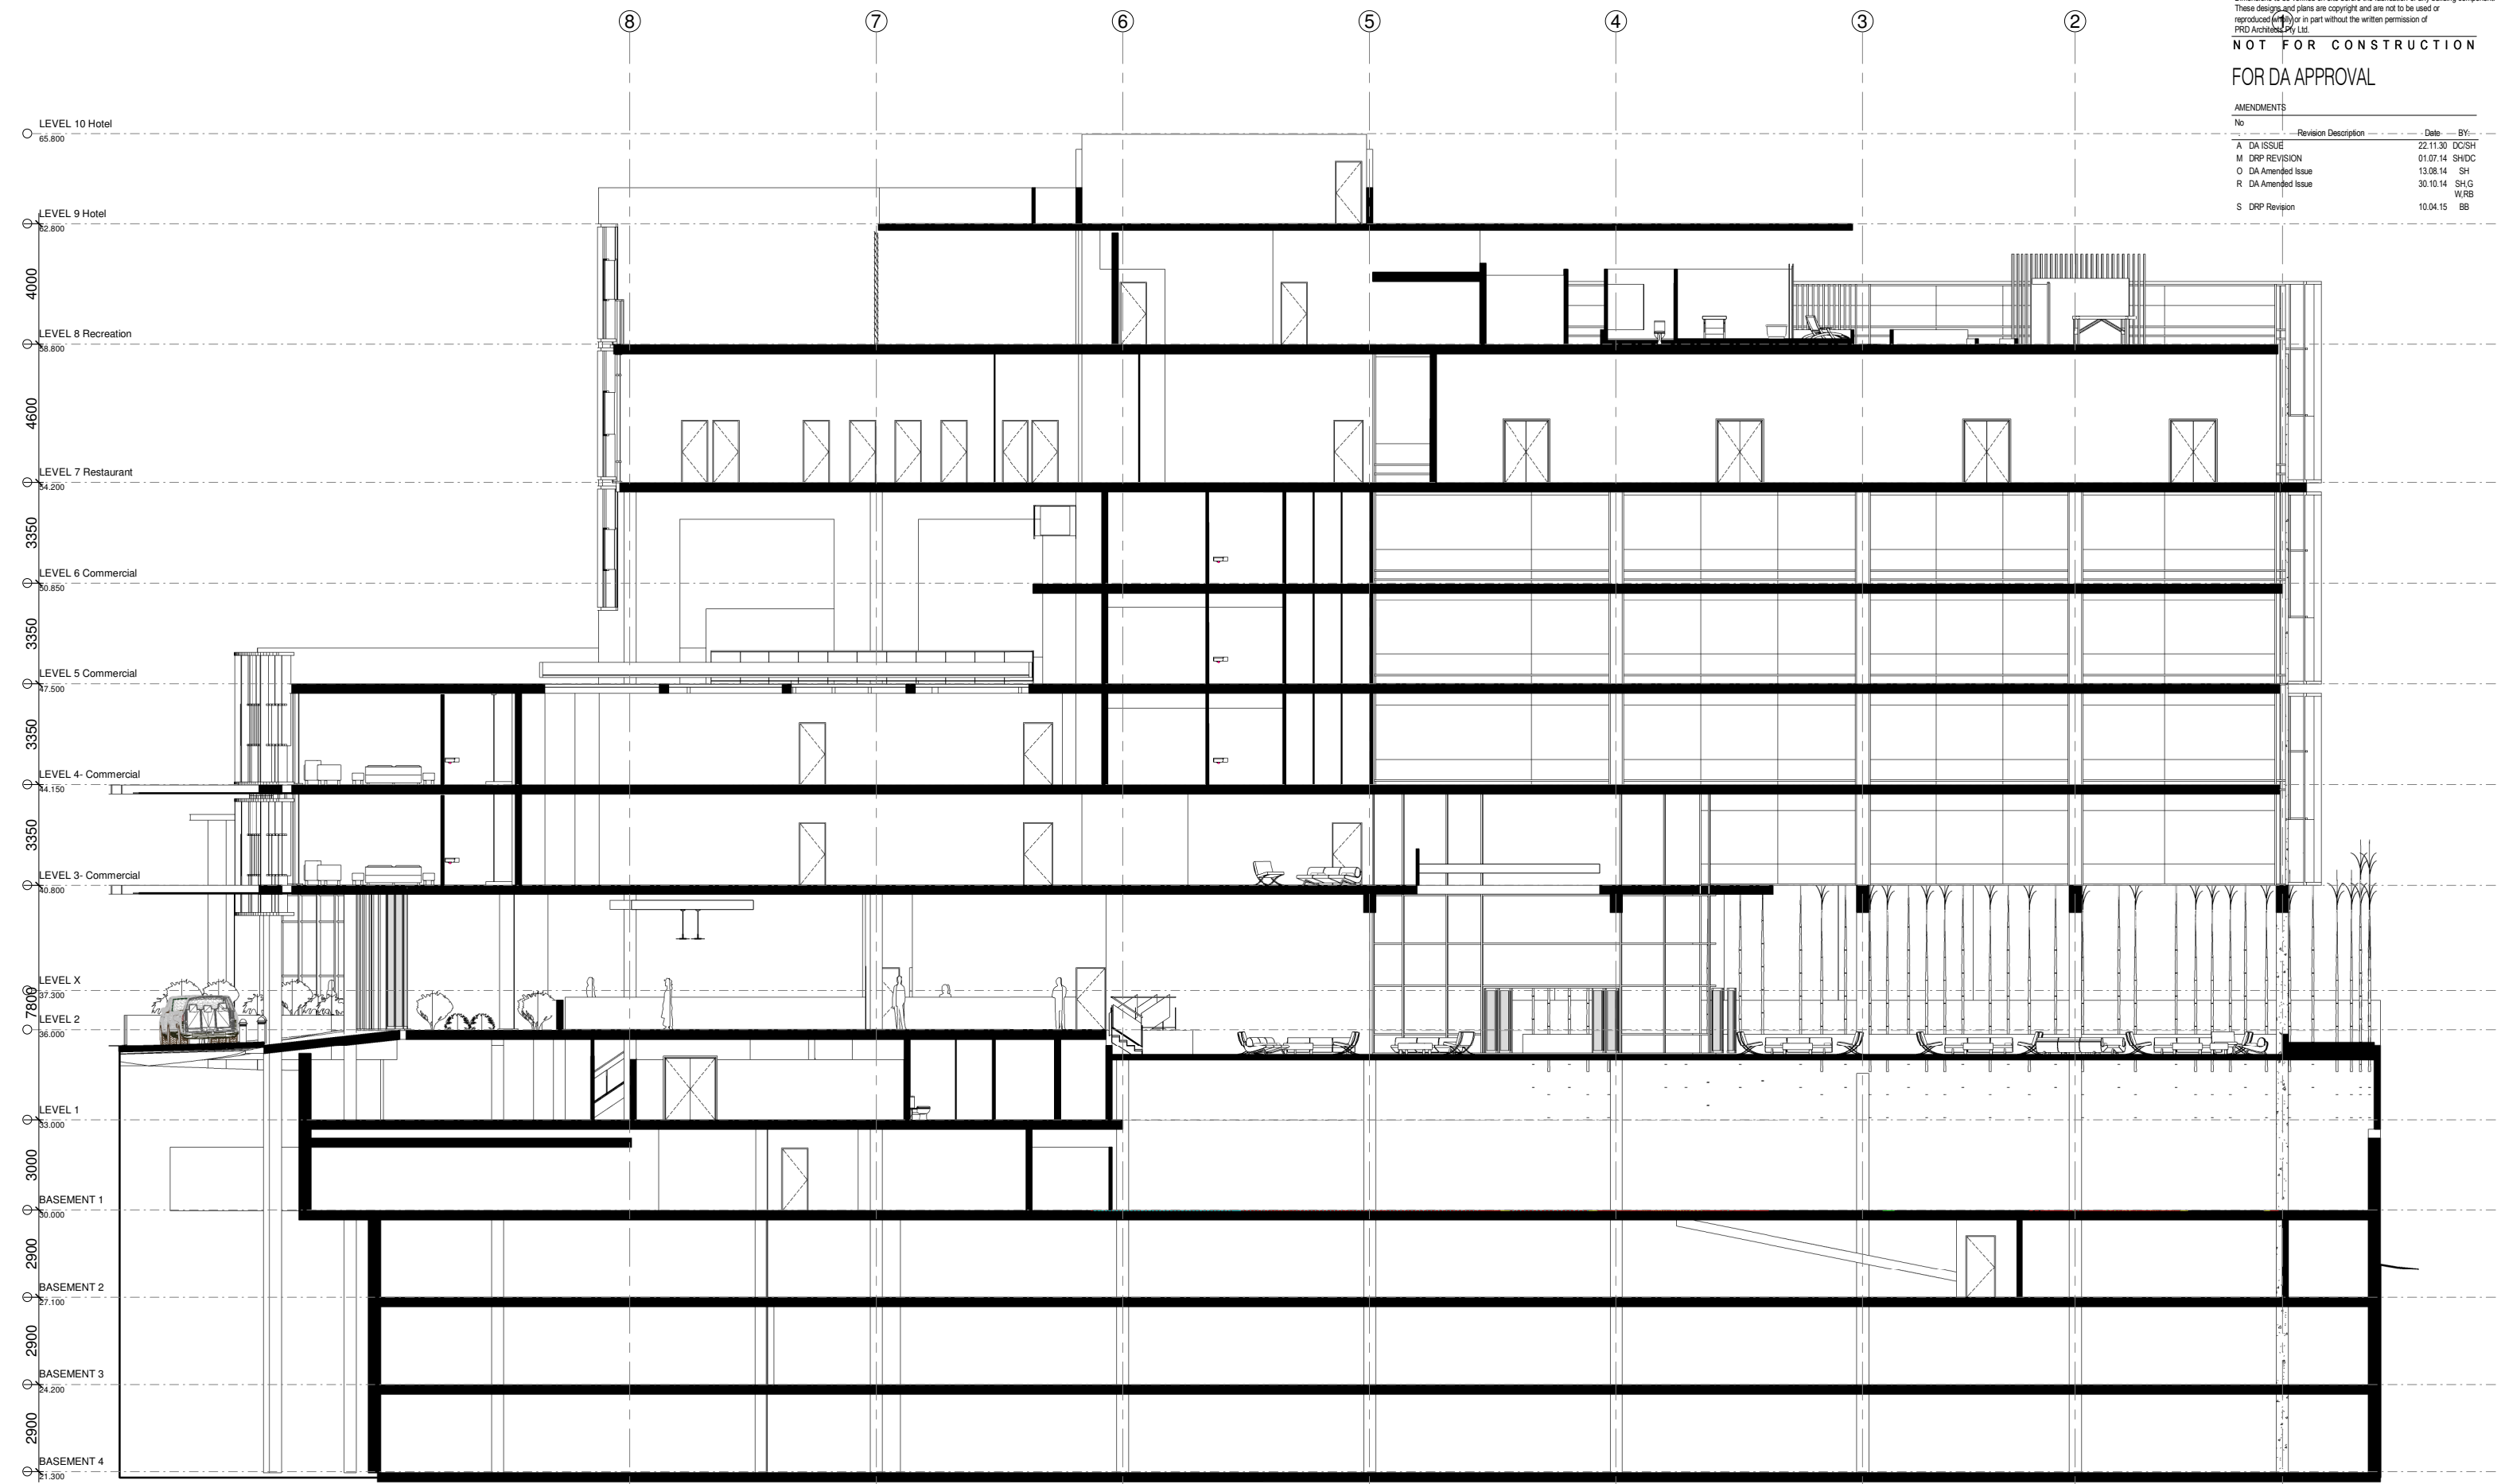 8
7
6
5
4
3
2
1
These designs and plans are copyright and are not to be used or
reproduced wholly or in part without the written permission of
PRD Architects Pty Ltd.
NOT FOR CONSTRUCTION
FOR DA APPROVAL
AMENDMENTS
No
Revision Description Date BY:
A DA ISSUE 22.11.30 DC/SH
M DRP REVISION 01.07.14 SH/DC
O DA Amended Issue 13.08.14 SH
R DA Amended Issue 30.10.14 SH,G
W,RB
S DRP Revision 10.04.15 BB
LEVEL 10 Hotel
65.800
LEVEL 9 Hotel
62.800
4000
LEVEL 8 Recreation
58.800
4600
LEVEL 7 Restaurant
54.200
3350
LEVEL 6 Commercial
50.850
3350
LEVEL 5 Commercial
47.500
3350
LEVEL 4- Commercial
44.150
3350
LEVEL 3- Commercial
40.800
LEVEL X
37.300
7800
LEVEL 2
36.000
LEVEL 1
33.000
3000
BASEMENT 1
30.000
2900
BASEMENT 2
27.100
2900
BASEMENT 3
24.200
2900
BASEMENT 4
21.300